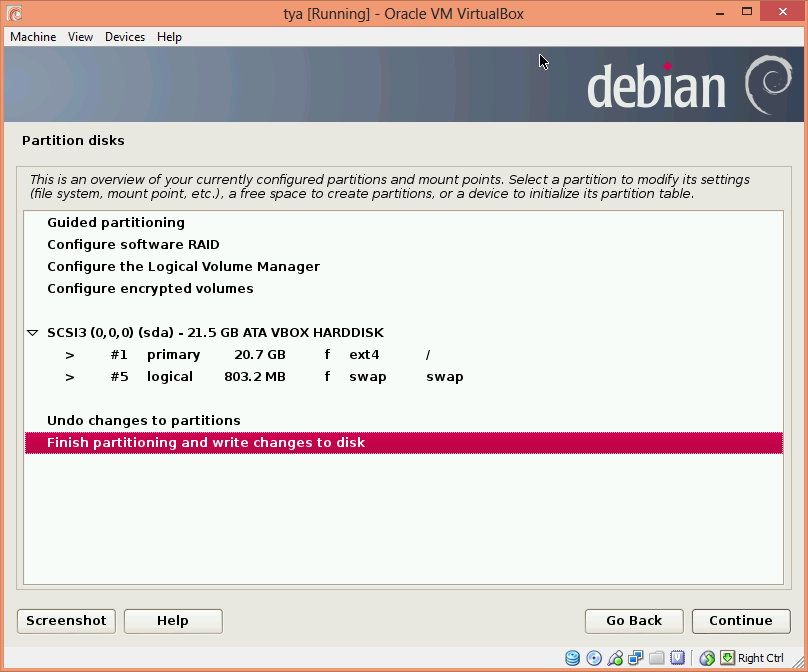 tya [Running] - Oracle VM VirtualBox
Machine View Devices Help
debian
Partition disks
This is an overview of your currently configured partitions and mount points. Select a partition to modify its settings
(file system, mount point, etc.), a free space to create partitions, or a device to initialize its partition table.
Guided partitioning
Configure software RAID
Configure the Logical Volume Manager
Configure encrypted volumes
SCSI3 (0,0,0) (sda) - 21.5 GB ATA VBOX HARDDISK
> #1 primary 20.7 GB f ext4 /
> #5 logical 803.2 MB f swap swap
Undo changes to partitions
Finish partitioning and write changes to disk
Screenshot Help Go Back Continue
Right Ctrl